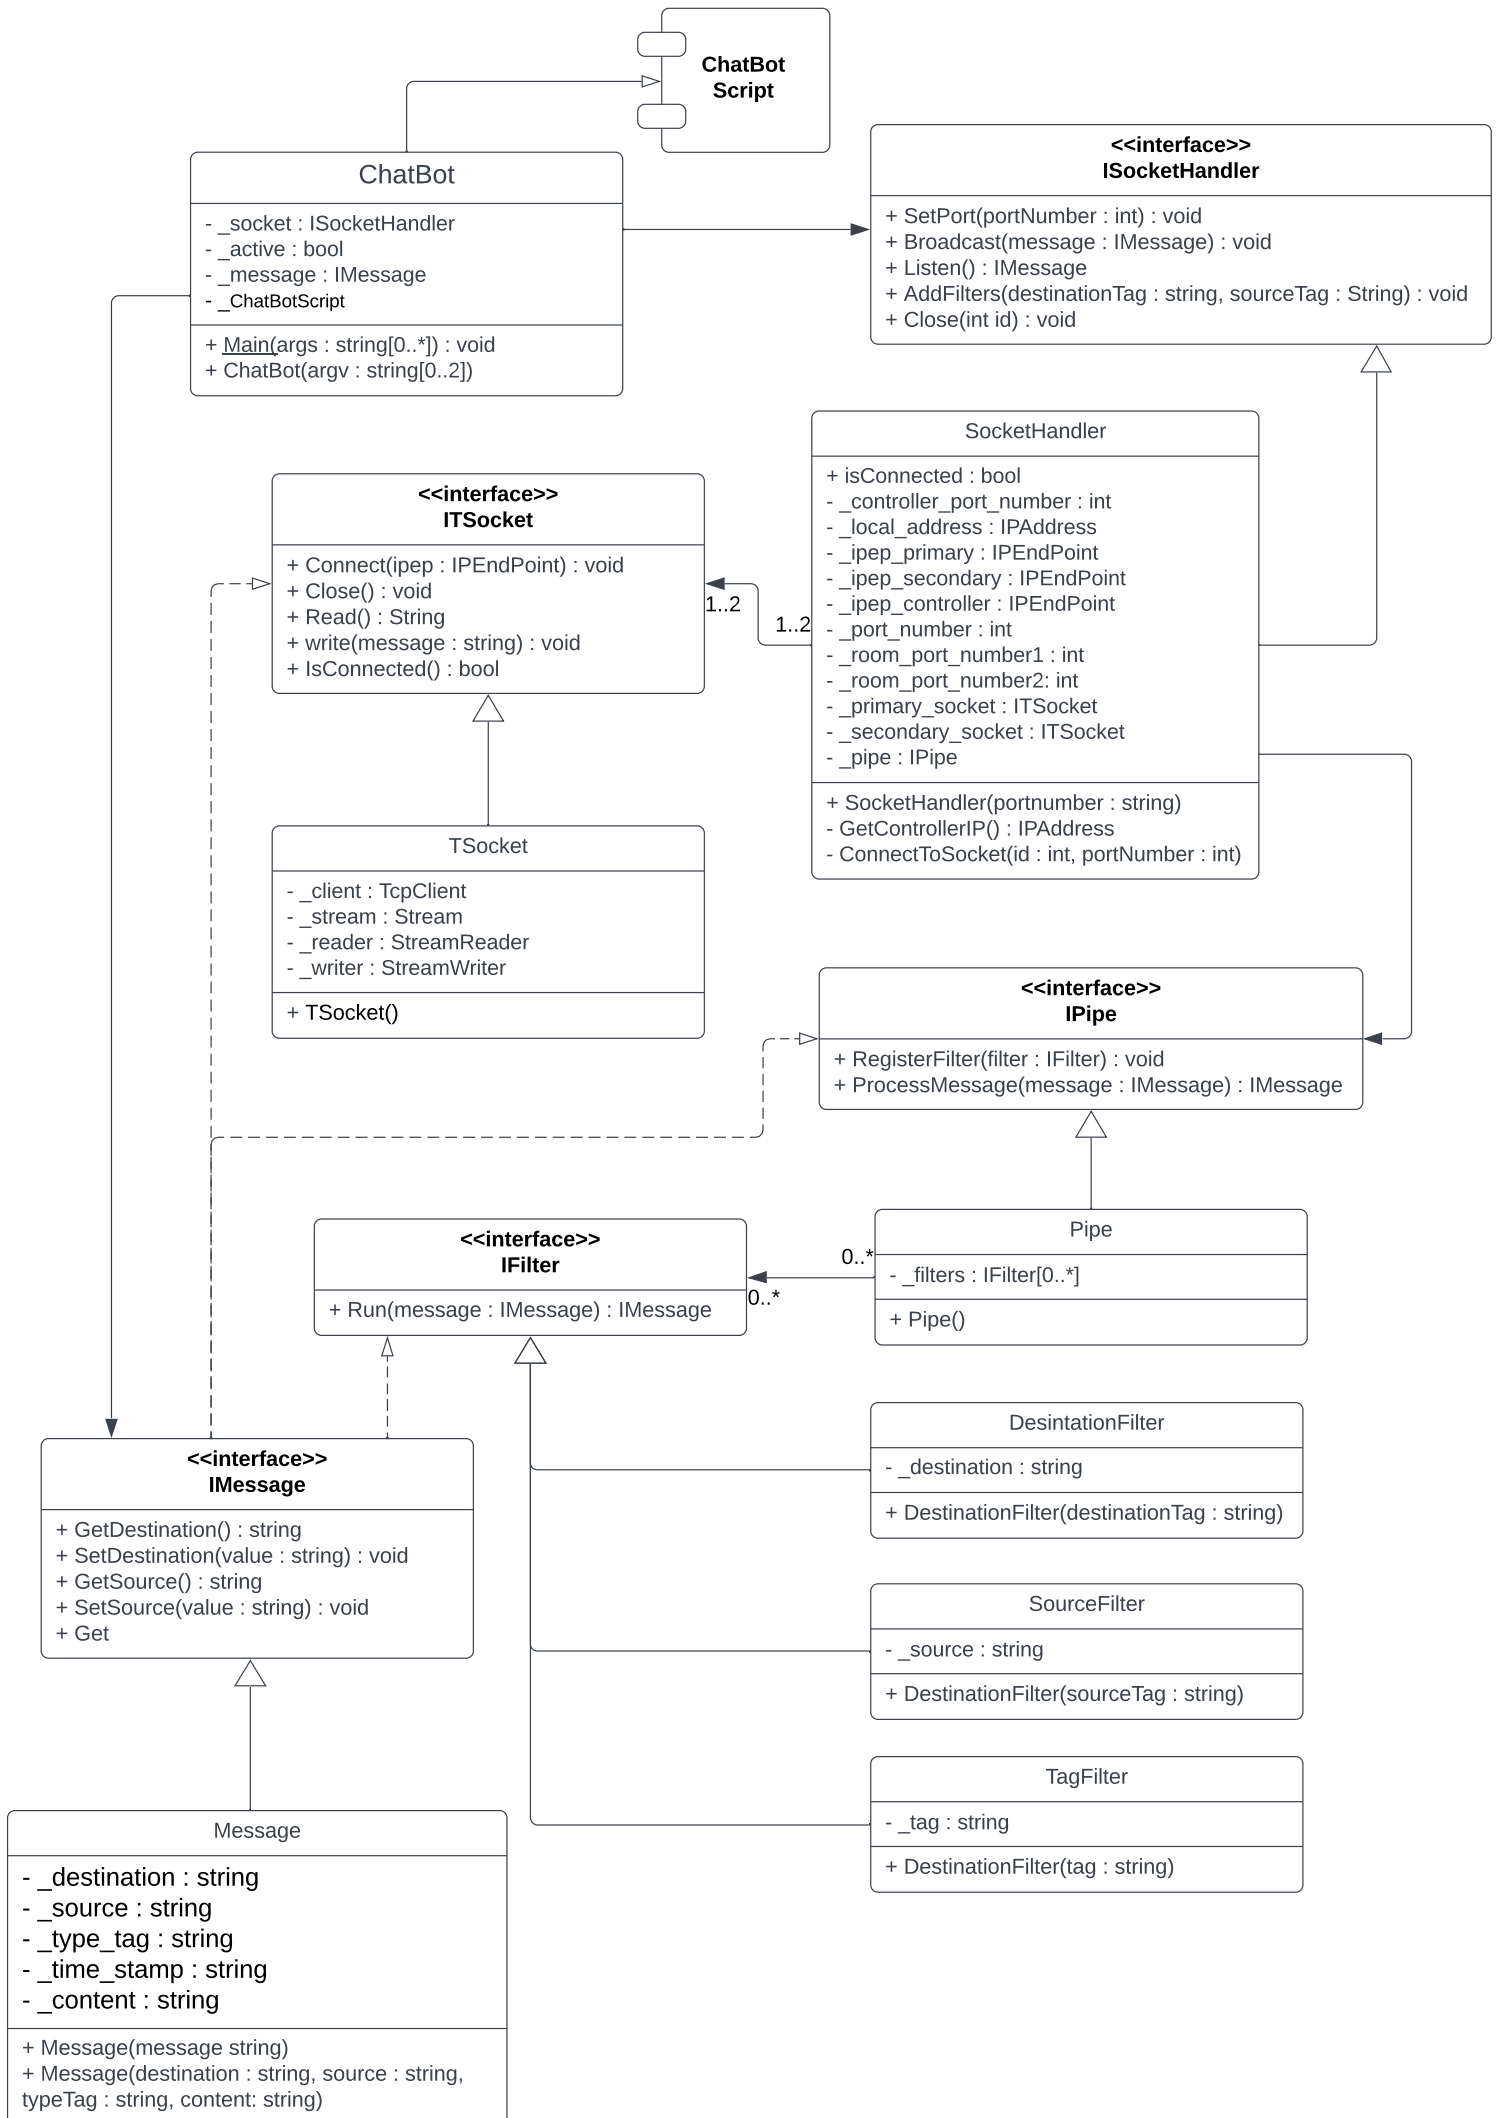 ChatBot
Script
ChatBot
- _socket : ISocketHandler
- _active : bool
- _message : IMessage
- _ChatBotScript
+ Main(args : string[0..*]) : void
+ ChatBot(argv : string[0..2])
<<interface>>
ISocketHandler
+ SetPort(portNumber : int) : void
+ Broadcast(message : IMessage) : void
+ Listen() : IMessage
+ AddFilters(destinationTag : string, sourceTag : String) : void
+ Close(int id) : void
SocketHandler
+ isConnected : bool
- _controller_port_number : int
- _local_address : IPAddress
- _ipep_primary : IPEndPoint
- _ipep_secondary : IPEndPoint
- _ipep_controller : IPEndPoint
- _port_number : int
- _room_port_number1 : int
- _room_port_number2: int
- _primary_socket : ITSocket
- _secondary_socket : ITSocket
- _pipe : IPipe
+ SocketHandler(portnumber : string)
- GetControllerIP() : IPAddress
- ConnectToSocket(id : int, portNumber : int)
<<interface>>
ITSocket
+ Connect(ipep : IPEndPoint) : void
+ Close() : void
+ Read() : String
+ write(message : string) : void
+ IsConnected() : bool
1..2
1..2
TSocket
- _client : TcpClient
- _stream : Stream
- _reader : StreamReader
- _writer : StreamWriter
+ TSocket()
<<interface>>
IPipe
+ RegisterFilter(filter : IFilter) : void
+ ProcessMessage(message : IMessage) : IMessage
<<interface>>
IFilter
+ Run(message : IMessage) : IMessage
0..*
0..*
Pipe
- _filters : IFilter[0..*]
+ Pipe()
DesintationFilter
- _destination : string
+ DestinationFilter(destinationTag : string)
<<interface>>
IMessage
+ GetDestination() : string
+ SetDestination(value : string) : void
+ GetSource() : string
+ SetSource(value : string) : void
+ Get
SourceFilter
- _source : string
+ DestinationFilter(sourceTag : string)
TagFilter
- _tag : string
+ DestinationFilter(tag : string)
Message
- _destination : string
- _source : string
- _type_tag : string
- _time_stamp : string
- _content : string
+ Message(message string)
+ Message(destination : string, source : string,
typeTag : string, content: string)